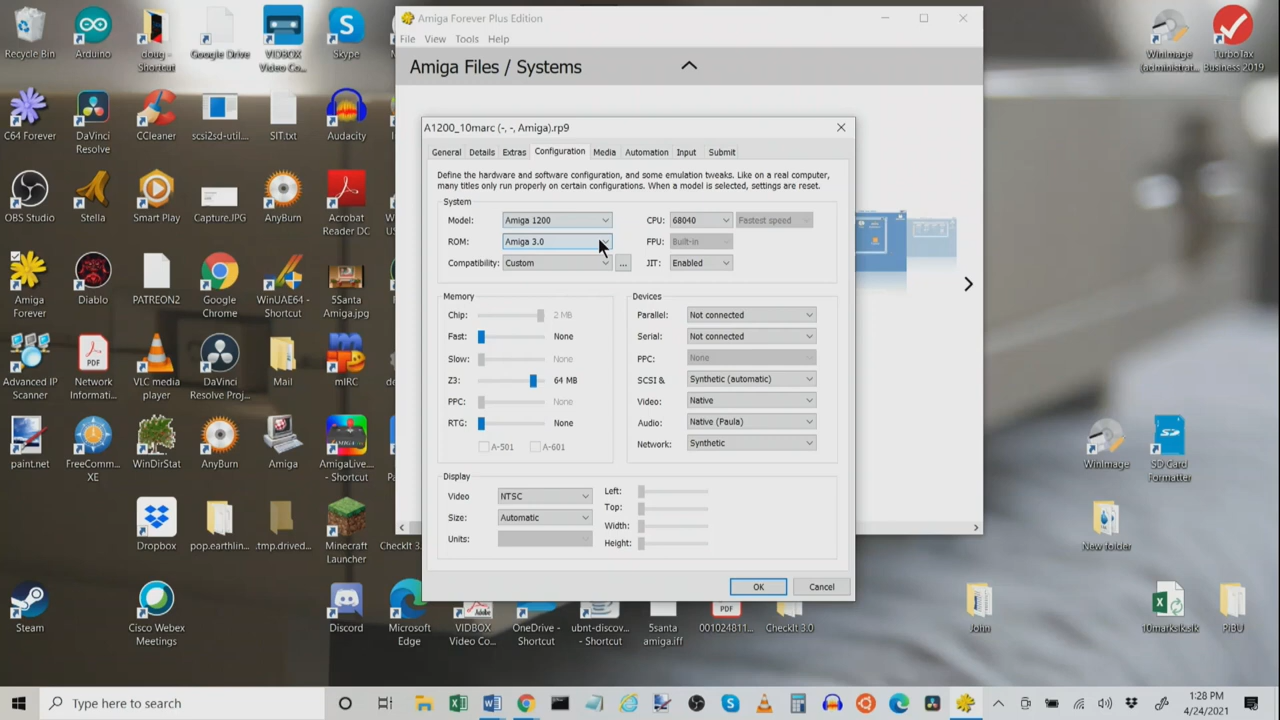 Amiga Forever Plus Edition
File View Tools Help
Amiga Files / Systems
A1200_10marc (-, -, Amiga).rp9
General Details Extras Configuration Media Automation Input Submit
Define the hardware and software configuration, and some emulation tweaks. Like on a real computer,
many titles only run properly on certain configurations. When a model is selected, settings are reset.
System
Model: Amiga 1200 CPU: 68040 Fastest speed
ROM: Amiga 3.0 FPU: Built-in
Compatibility: Custom ... JIT: Enabled
Memory
Chip: 2 MB
Fast: None
Slow: None
Z3: 64 MB
PPC: None
RTG: None
A-501 A-601
Devices
Parallel: Not connected
Serial: Not connected
PPC: None
SCSI & Synthetic (automatic)
Video: Native
Audio: Native (Paula)
Network: Synthetic
Display
Video NTSC
Size: Automatic
Units:
Left:
Top:
Width:
Height:
OK Cancel
Recycle Bin
Arduino
doug -
Shortcut
Google Drive
VIDBOX
Video Co...
Skype
WinImage
(administrat...
TurboTax
Business 2019
C64 Forever
DaVinci
Resolve
CCleaner
scsi2sd-util...
SIT.txt
Audacity
OBS Studio
Stella
Smart Play
Capture.JPG
AnyBurn
Acrobat
Reader DC
Amiga
Forever
Diablo
PATREON2
Google
Chrome
WinUAE64 -
Shortcut
5Santa
Amiga.jpg
Advanced IP
Scanner
PDF
Network
Informati...
VLC media
player
DaVinci
Resolve Proj...
Mail
mIRC
paint.net
FreeComm...
XE
WinDirStat
AnyBurn
Amiga
AmigaLive...
- Shortcut
WinImage
SD Card
Formatter
Dropbox
pop.earthlin...
.tmp.drived...
Minecraft
Launcher
CheckIt 3
New folder
Steam
Cisco Webex
Meetings
Discord
Microsoft
Edge
VIDBOX
Video Co...
OneDrive -
Shortcut
ubnt-discov...
- Shortcut
5santa
amiga.iff
PDF
001024811...
CheckIt 3.0
John
10marksiksik
PiBU
Type here to search
1:28 PM
4/24/2021